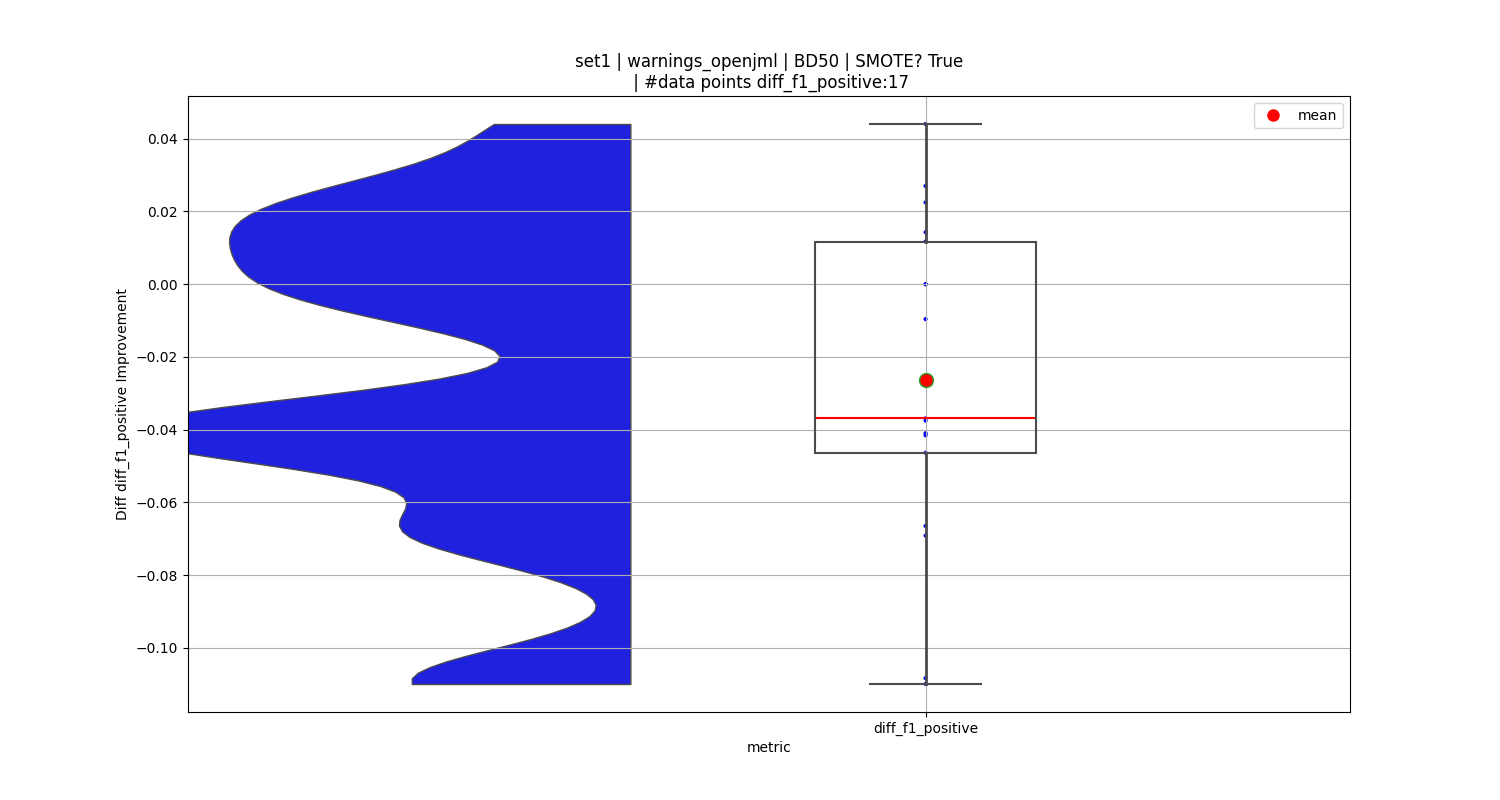 set1 | warnings_openjml | BD50 | SMOTE? True
| #data points diff_f1_positive:17
mean
0.04
0.02
0.00
−0.02
−0.04
−0.06
−0.08
−0.10
Diff diff_f1_positive Improvement
diff_f1_positive
metric